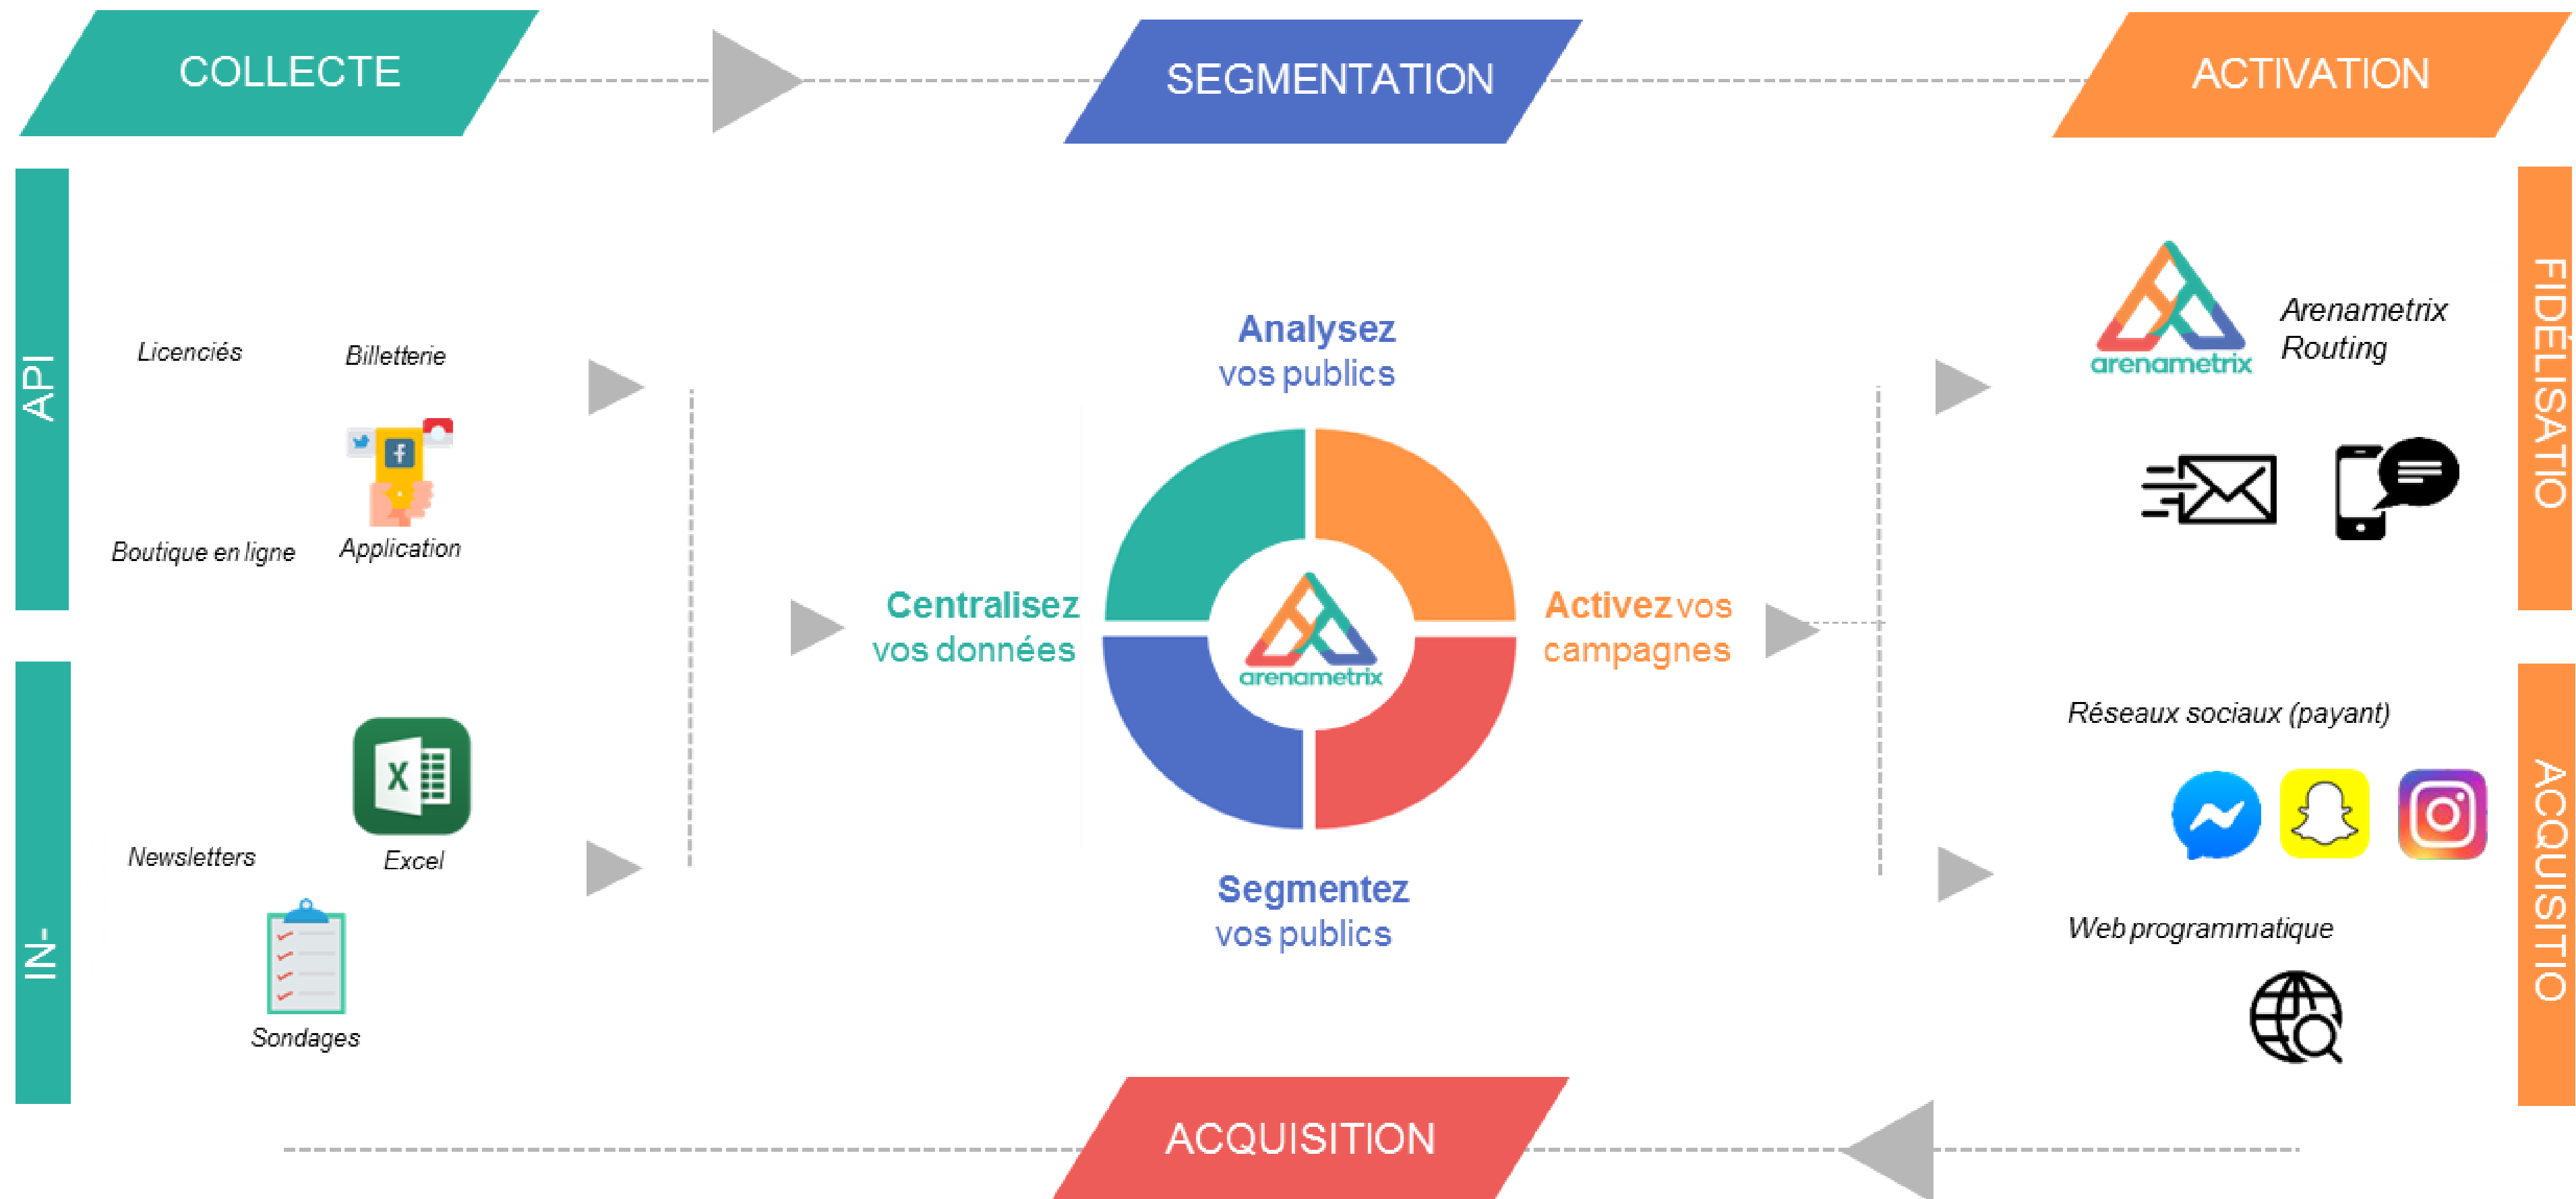 COLLECTE
SEGMENTATION
ACTIVATION
API
Licenciés
Billetterie
Boutique en ligne
Application
IN-
Newsletters
Excel
Sondages
Analysez
vos publics
Centralisez
vos données
arenametrix
Activez vos
campagnes
Segmentez
vos publics
arenametrix
Arenametrix
Routing
FIDÉLISATIO
Réseaux sociaux (payant)
Web programmatique
ACQUISITIO
ACQUISITION